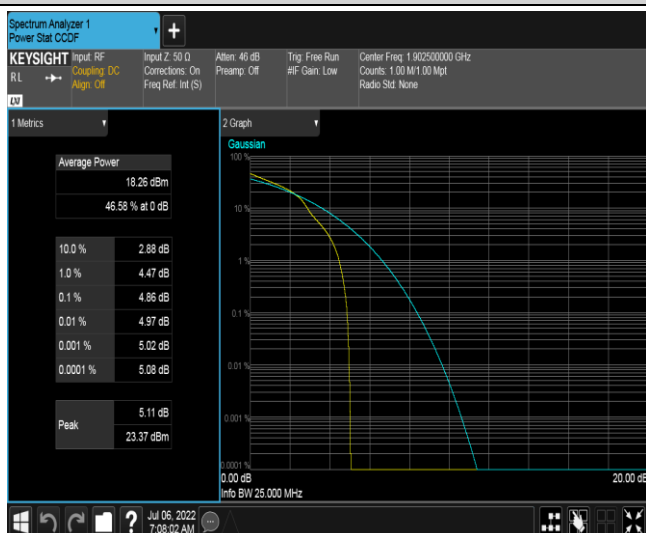 Spectrum Analyzer 1
Power Stat CCDF
+
KEYSIGHT
RL
LXI
Input: RF
Coupling: DC
Align: Off
Input Z: 50 Ω
Corrections: On
Freq Ref: Int (S)
Atten: 46 dB
Preamp: Off
Trig: Free Run
#IF Gain: Low
Center Freq: 1.902500000 GHz
Counts: 1.00 M/1.00 Mpt
Radio Std: None
1 Metrics
Average Power
18.26 dBm
46.58 % at 0 dB
10.0 % 2.88 dB
1.0 % 4.47 dB
0.1 % 4.86 dB
0.01 % 4.97 dB
0.001 % 5.02 dB
0.0001 % 5.08 dB
Peak
5.11 dB
23.37 dBm
2 Graph
Gaussian
100 %
10 %
1 %
0.1 %
0.01 %
0.001 %
0.0001 %
0.00 dB
20.00 dB
Info BW 25.000 MHz
?
Jul 06, 2022
7:08:02 AM